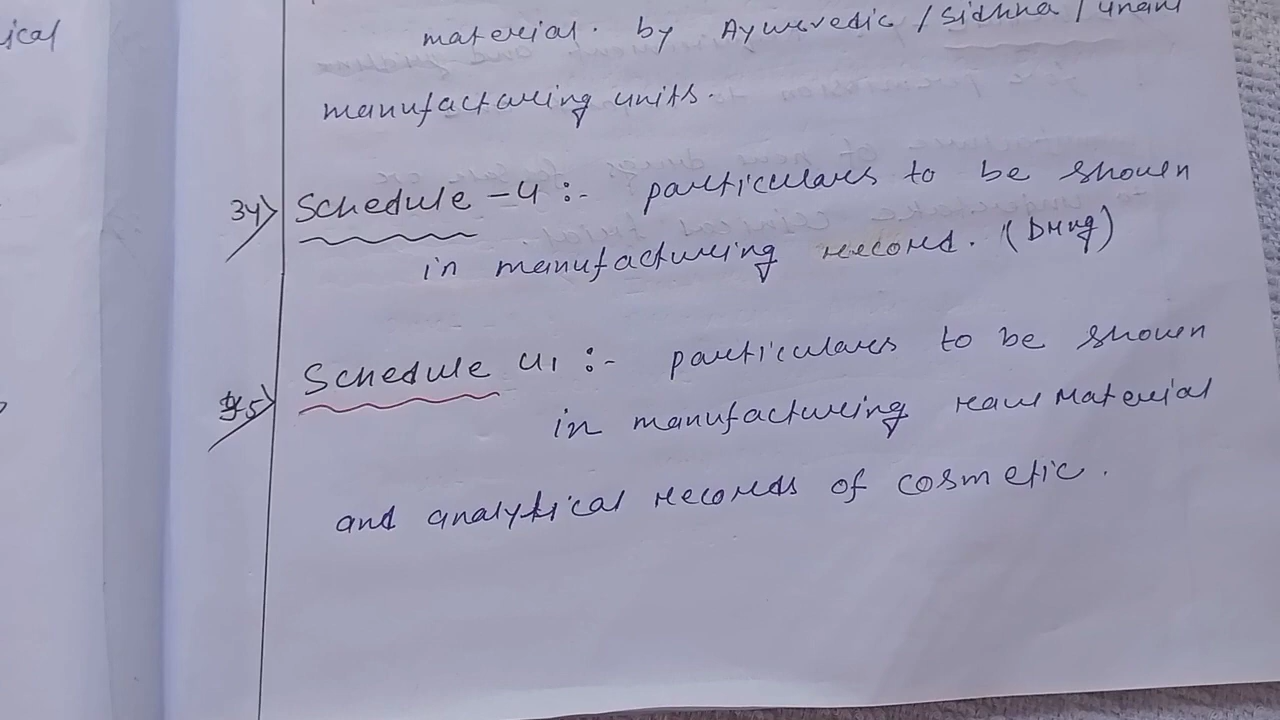 ical
material. by Ayurvedic / Sidhha / Unani
manufacturing units.
34) Schedule - U :- particulars to be shown
in manufacturing record. (Drug)
35) Schedule U1 :- particulars to be shown
in manufacturing raw Material
and analytical records of cosmetic.